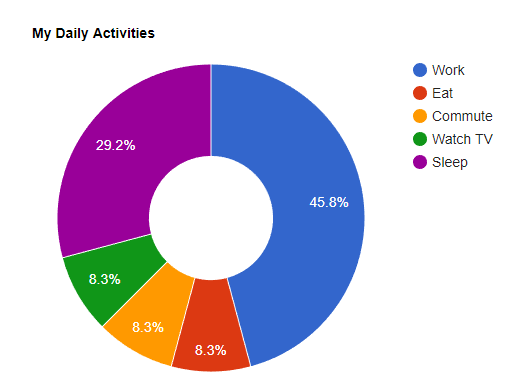 My Daily Activities
Work
Eat
Commute
Watch TV
Sleep
29.2%
45.8%
8.3%
8.3%
8.3%